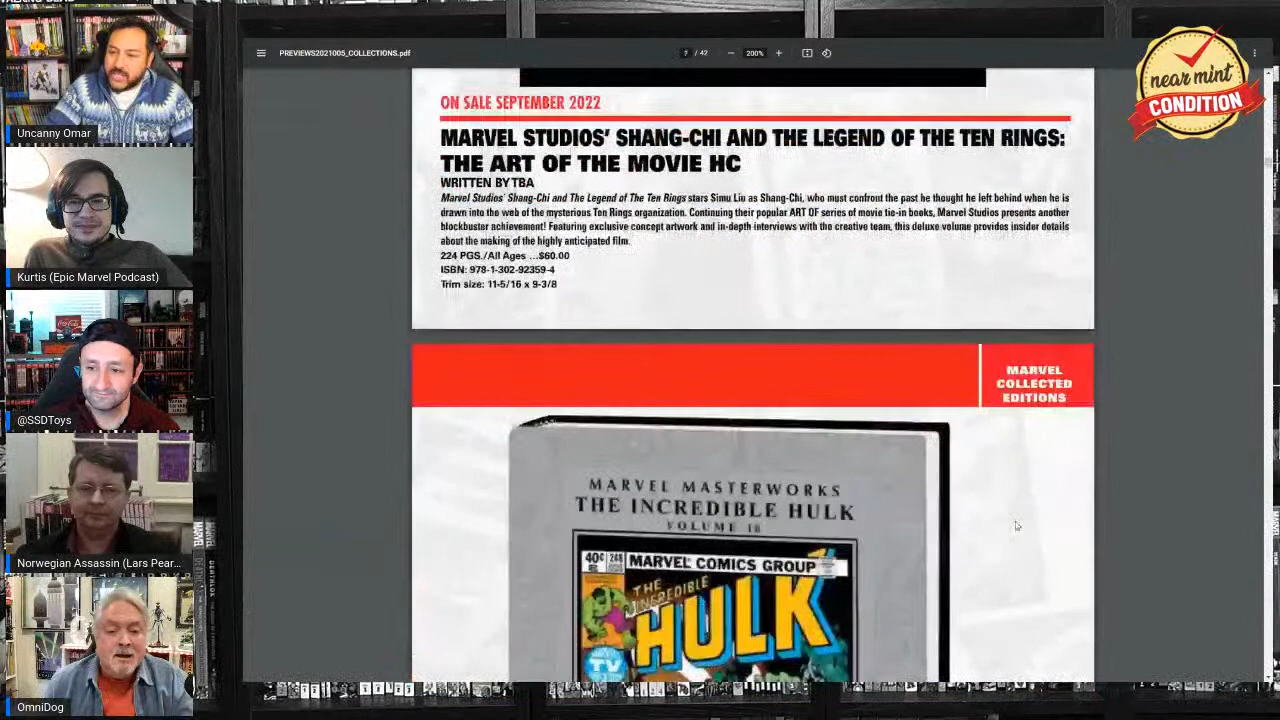 Uncanny Omar
Kurtis (Epic Marvel Podcast)
@SSDToys
Norwegian Assassin (Lars Pear...
OmniDog
PREVIEWS2021005_COLLECTIONS.pdf
7 / 42
200%
near mint
CONDITION
ON SALE SEPTEMBER 2022
MARVEL STUDIOS' SHANG-CHI AND THE LEGEND OF THE TEN RINGS:
THE ART OF THE MOVIE HC
WRITTEN BY TBA
Marvel Studios' Shang-Chi and The Legend of The Ten Rings stars Simu Liu as Shang-Chi, who must confront the past he thought he left behind when he is
drawn into the web of the mysterious Ten Rings organization. Continuing their popular ART OF series of movie tie-in books, Marvel Studios presents another
blockbuster achievement! Featuring exclusive concept artwork and in-depth interviews with the creative team, this deluxe volume provides insider details
about the making of the highly anticipated film.
224 PGS./All Ages ...$60.00
ISBN: 978-1-302-92359-4
Trim size: 11-5/16 x 9-3/8
MARVEL
COLLECTED
EDITIONS
MARVEL MASTERWORKS
THE INCREDIBLE HULK
VOLUME
40¢
MARVEL COMICS GROUP
THE
INCREDIBLE
HULK
TV